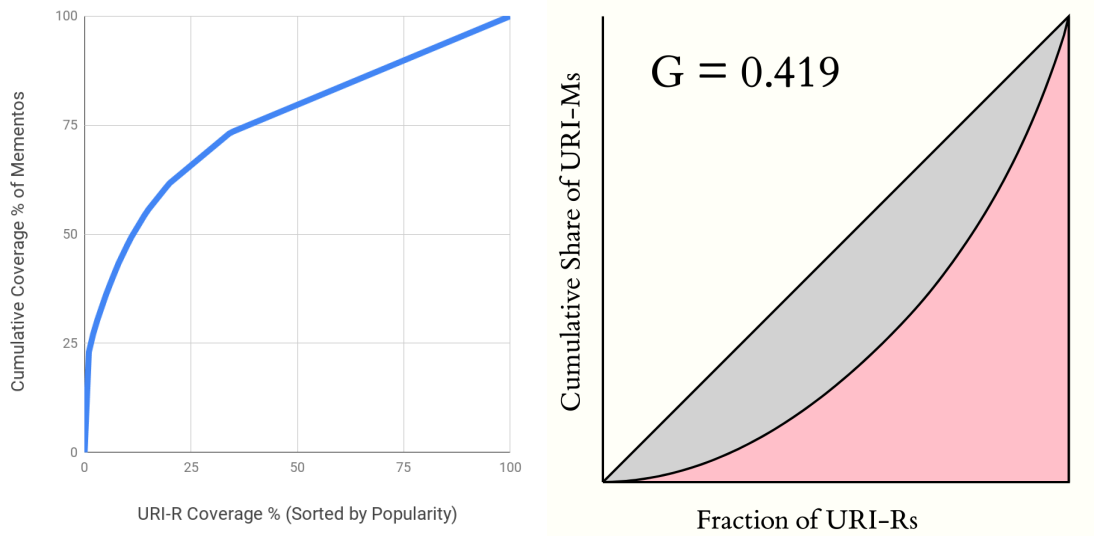 100
75
50
25
0
0 25 50 75 100
Cumulative Coverage % of Mementos
URI-R Coverage % (Sorted by Popularity)
G = 0.419
Cumulative Share of URI-Ms
Fraction of URI-Rs